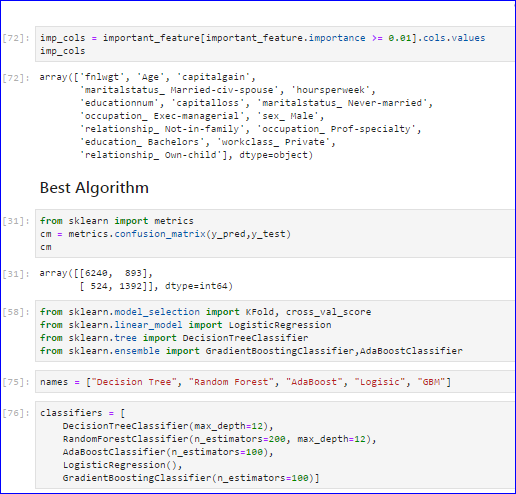 [72]: imp_cols = important_feature[important_feature.importance >= 0.01].cols.values
imp_cols
[72]: array(['fnlwgt', 'Age', 'capitalgain',
'maritalstatus_ Married-civ-spouse', 'hoursperweek',
'educationnum', 'capitalloss', 'maritalstatus_ Never-married',
'occupation_ Exec-managerial', 'sex_ Male',
'relationship_ Not-in-family', 'occupation_ Prof-specialty',
'education_ Bachelors', 'workclass_ Private',
'relationship_ Own-child'], dtype=object)
Best Algorithm
[31]: from sklearn import metrics
cm = metrics.confusion_matrix(y_pred,y_test)
cm
[31]: array([[6240, 893],
[ 524, 1392]], dtype=int64)
[58]: from sklearn.model_selection import KFold, cross_val_score
from sklearn.linear_model import LogisticRegression
from sklearn.tree import DecisionTreeClassifier
from sklearn.ensemble import GradientBoostingClassifier,AdaBoostClassifier
[75]: names = ["Decision Tree", "Random Forest", "AdaBoost", "Logisic", "GBM"]
[76]: classifiers = [
DecisionTreeClassifier(max_depth=12),
RandomForestClassifier(n_estimators=200, max_depth=12),
AdaBoostClassifier(n_estimators=100),
LogisticRegression(),
GradientBoostingClassifier(n_estimators=100)]